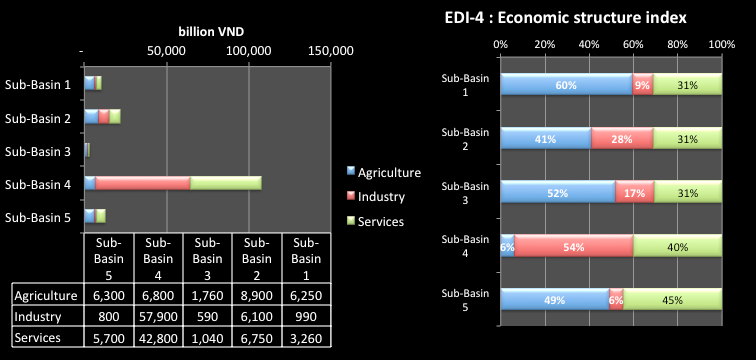 billion VND
- 50,000 100,000 150,000
Sub-Basin 1
Sub-Basin 2
Sub-Basin 3
Sub-Basin 4
Sub-Basin 5
Agriculture
Industry
Services
Sub-Basin 5 Sub-Basin 4 Sub-Basin 3 Sub-Basin 2 Sub-Basin 1
Agriculture 6,300 6,800 1,760 8,900 6,250
Industry 800 57,900 590 6,100 990
Services 5,700 42,800 1,040 6,750 3,260
EDI-4 : Economic structure index
0% 20% 40% 60% 80% 100%
Sub-Basin
1
60% 9% 31%
Sub-Basin
2
41% 28% 31%
Sub-Basin
3
52% 17% 31%
Sub-Basin
4
6% 54% 40%
Sub-Basin
5
49% 6% 45%